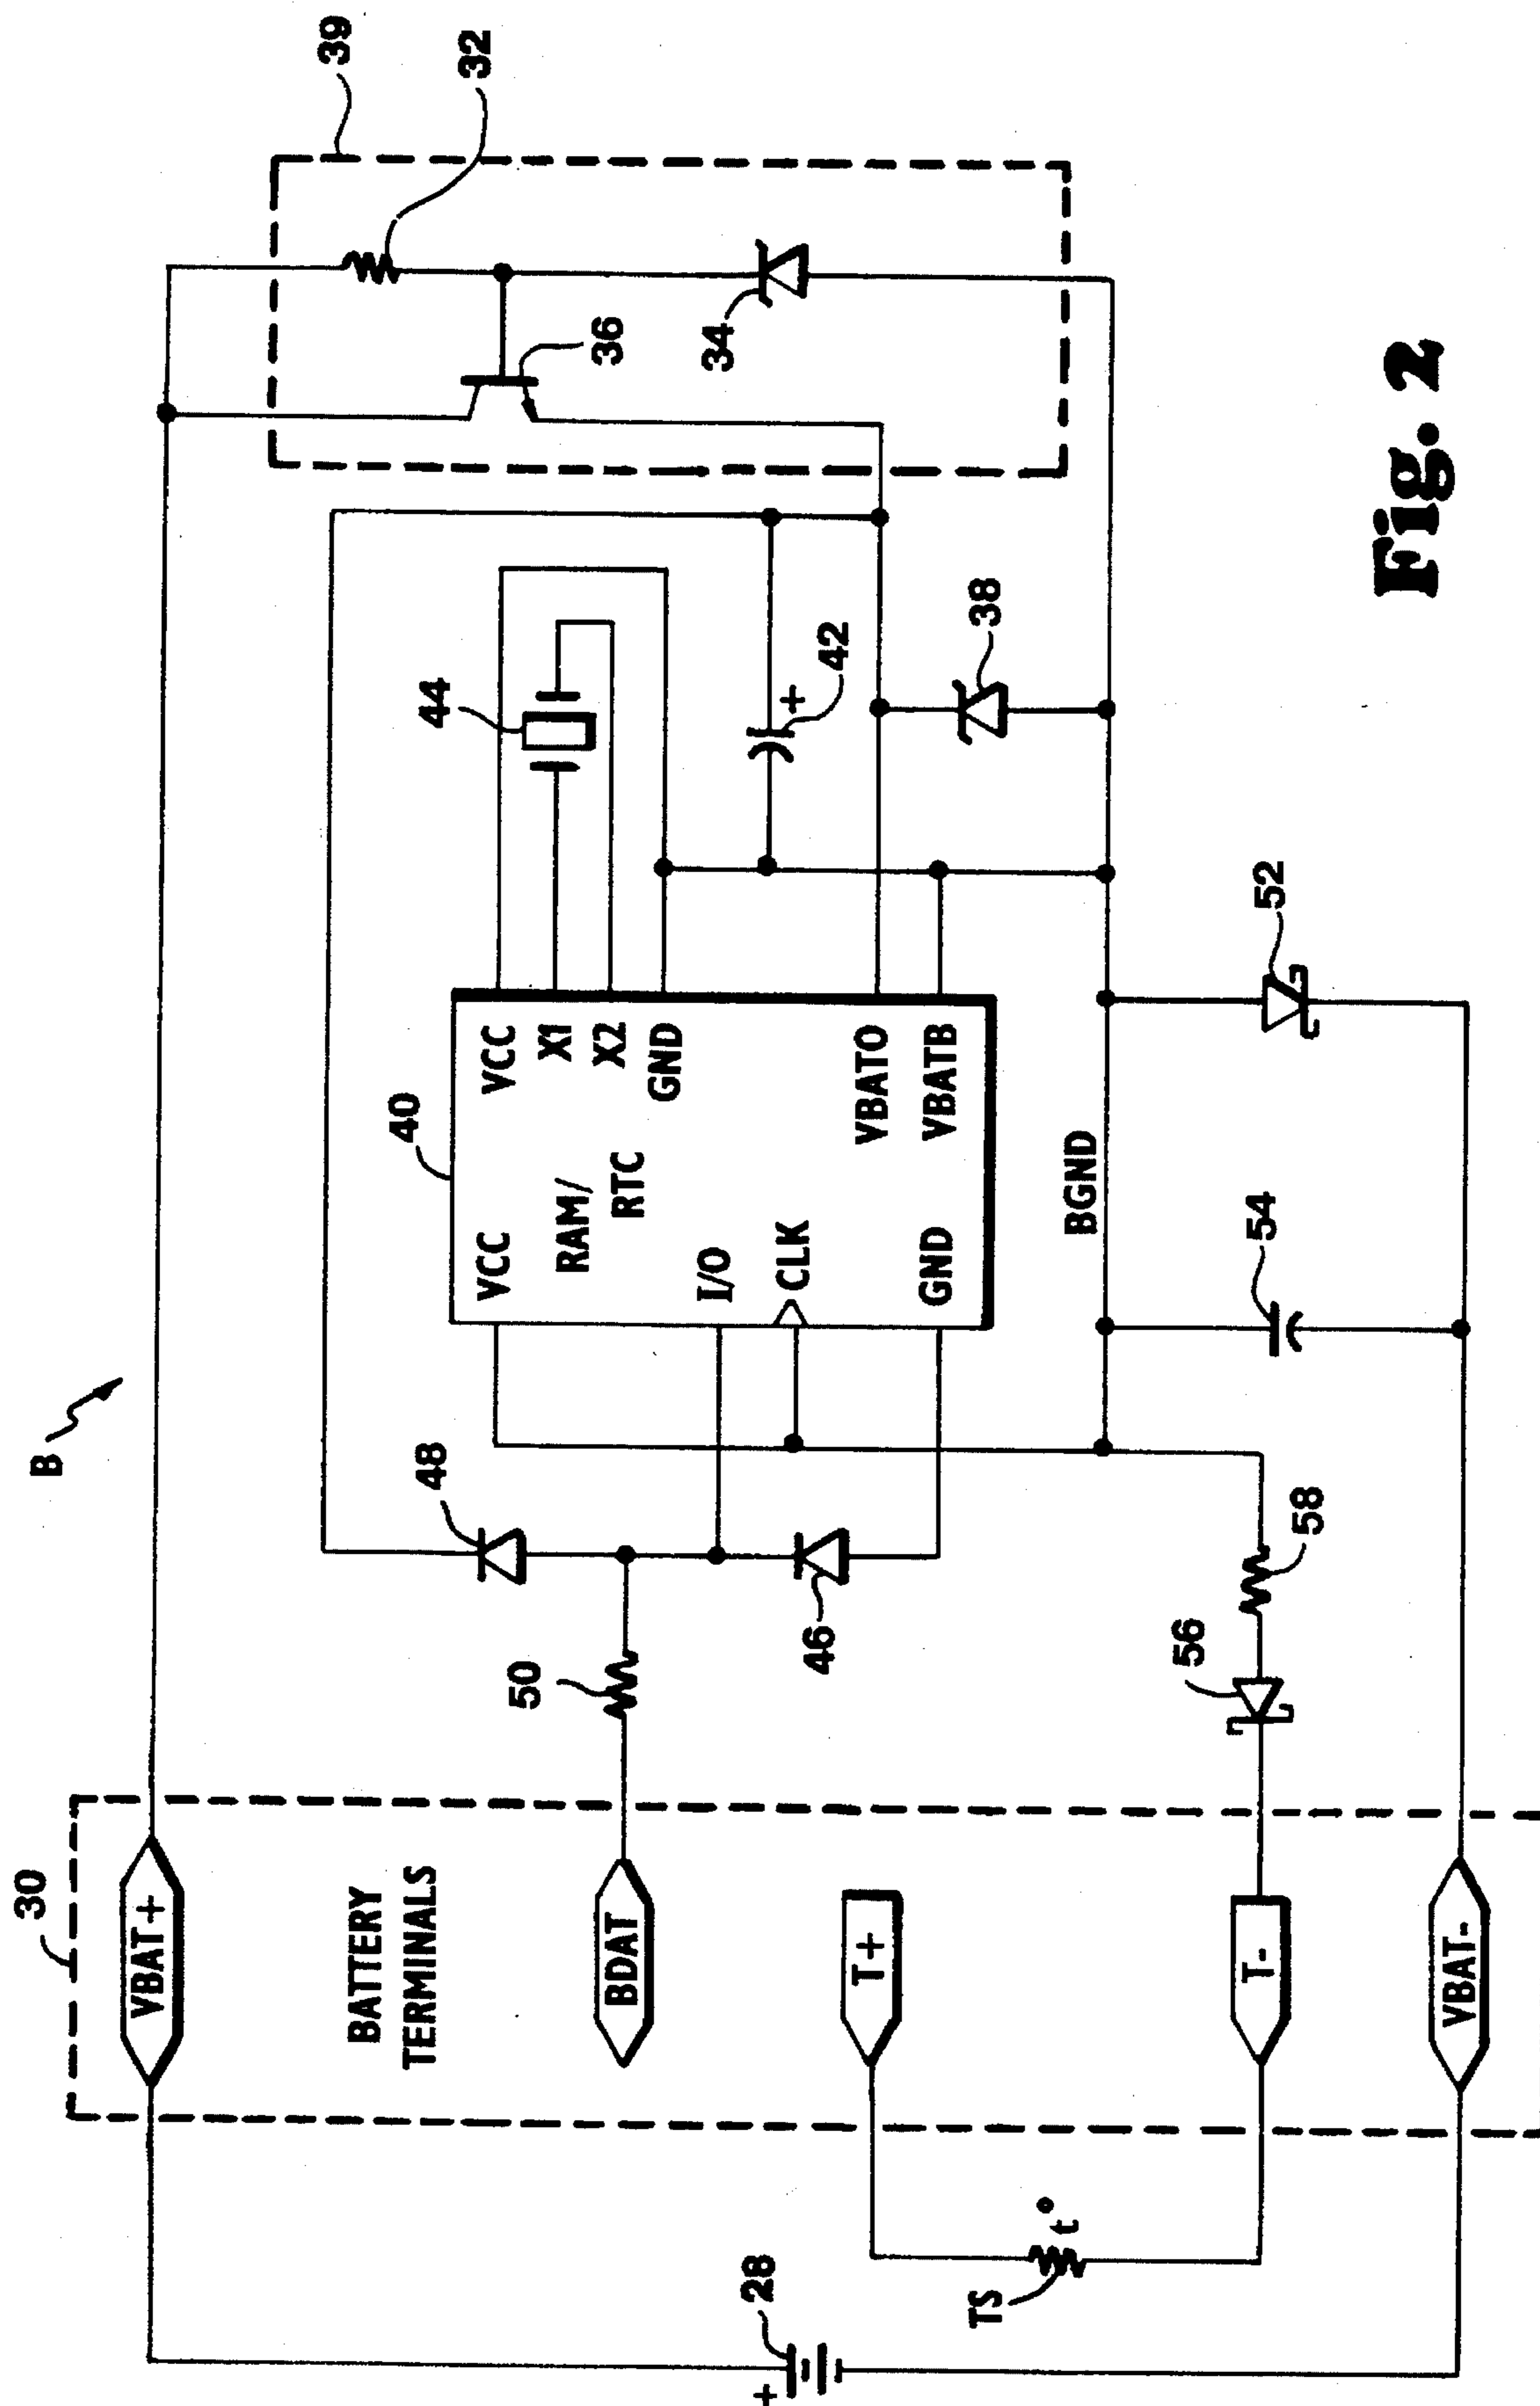 B
39
32
36
34
30
VBAT+
BATTERY
TERMINALS
BDAT
T+
T-
VBAT-
28
+
TS
t°
50
48
46
40
VCC
RAM/
RTC
I/O
CLK
GND
VCC
X1
X2
GND
VBATO
VBATB
44
42
+
38
BGND
52
54
56
58
Fig. 2